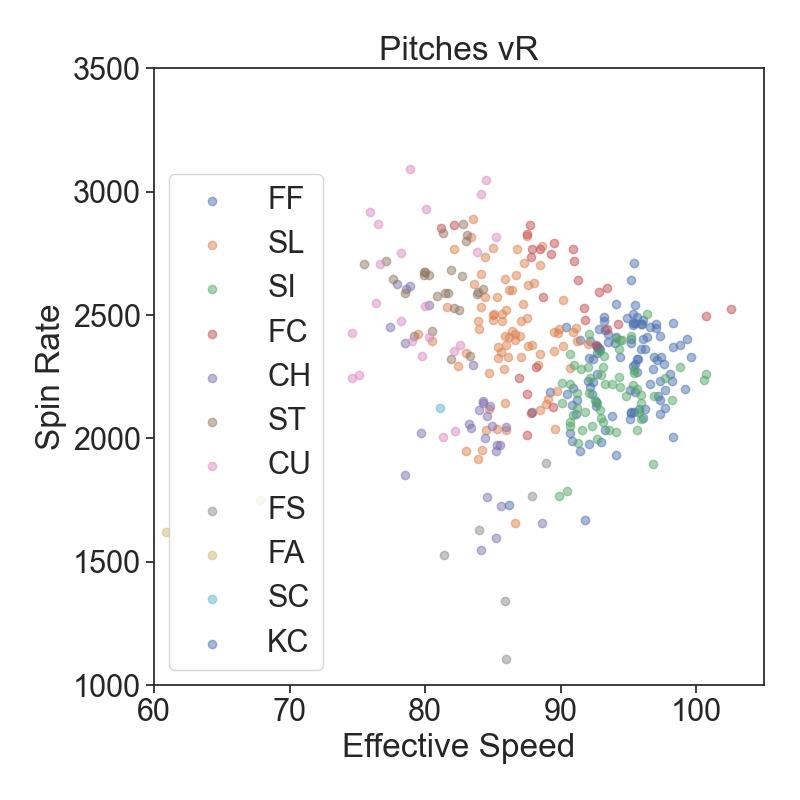 Pitches vR
3500
3000
2500
2000
1500
1000
Spin Rate
FF
SL
SI
FC
CH
ST
CU
FS
FA
SC
KC
60 70 80 90 100
Effective Speed